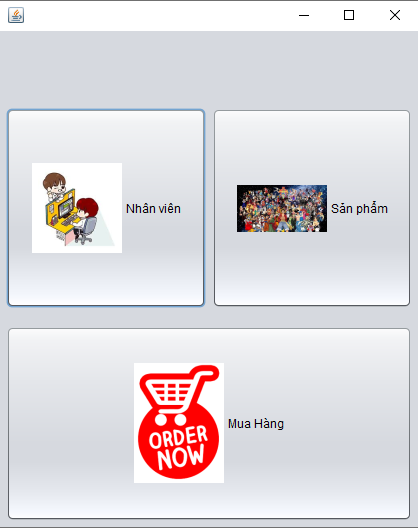 Nhân viên
Sản phẩm
ORDER
NOW
Mua Hàng